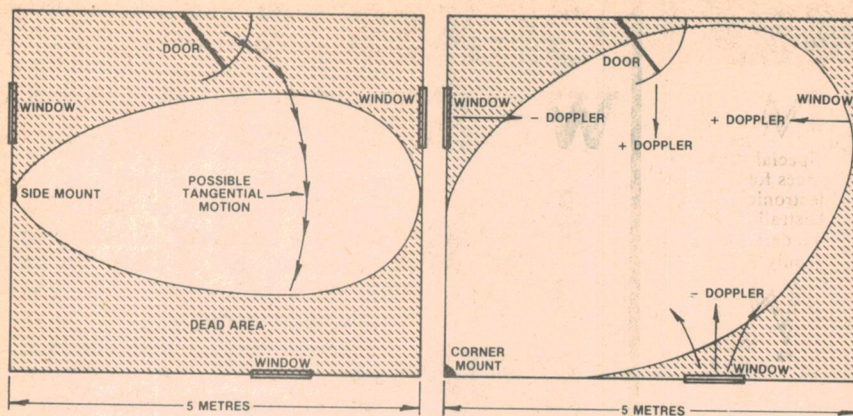 DOOR
WINDOW
WINDOW
SIDE MOUNT
POSSIBLE
TANGENTIAL
MOTION
DEAD AREA
WINDOW
5 METRES
DOOR
WINDOW
WINDOW
- DOPPLER
+ DOPPLER
+ DOPPLER
- DOPPLER
CORNER
MOUNT
WINDOW
5 METRES